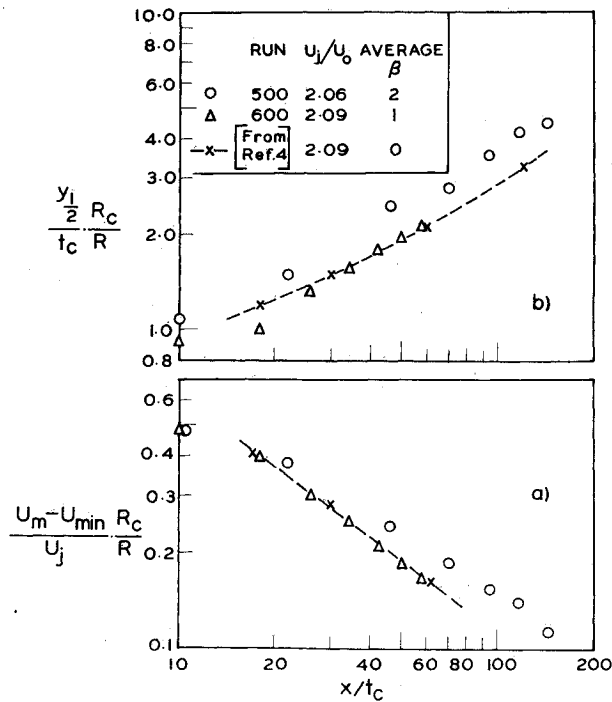 10.0
8.0
6.0
4.0
3.0
2.0
1.0
0.8
RUN Uj/Uo AVERAGE β
○ 500 2.06 2
△ 600 2.09 1
—x— [From Ref.4] 2.09 0
y1/2 / tc · Rc / R
b)
0.6
0.4
0.3
0.2
0.1
Um−Umin / Uj · Rc / R
a)
10 20 40 60 80 100 200
x/tc